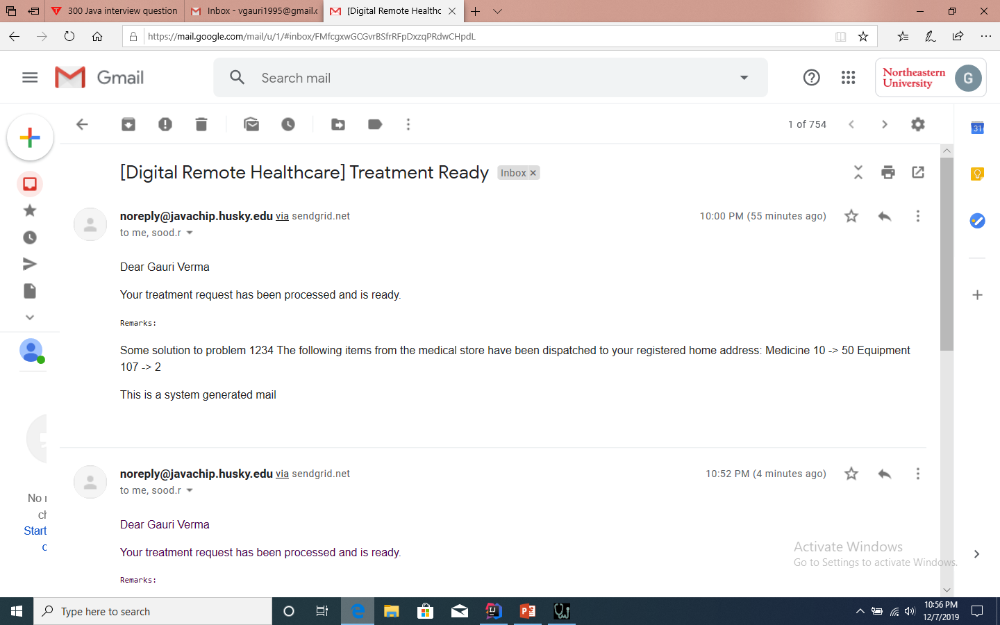 300 Java interview question
Inbox - vgauri1995@gmail.c
[Digital Remote Healthc
https://mail.google.com/mail/u/1/#inbox/FMfcgxwGCGvrBSfrRFpDxzqPRdwCHpdL
Gmail
Search mail
Northeastern
University
G
1 of 754
31
[Digital Remote Healthcare] Treatment Ready
Inbox
noreply@javachip.husky.edu via sendgrid.net
10:00 PM (55 minutes ago)
to me, sood.r
Dear Gauri Verma
Your treatment request has been processed and is ready.
Remarks:
Some solution to problem 1234 The following items from the medical store have been dispatched to your registered home address: Medicine 10 -> 50 Equipment
107 -> 2
This is a system generated mail
noreply@javachip.husky.edu via sendgrid.net
10:52 PM (4 minutes ago)
to me, sood.r
No
Start
Dear Gauri Verma
Your treatment request has been processed and is ready.
Remarks:
Activate Windows
Go to Settings to activate Windows.
Type here to search
10:56 PM
12/7/2019